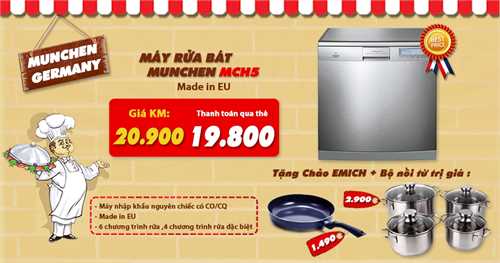 MUNCHEN
GERMANY
MÁY RỬA BÁT
MUNCHEN MCH5
Made in EU
BEST
PRICE
Giá KM:
20.900
Thanh toán qua thẻ
19.800
Tặng Chảo EMICH + Bộ nồi từ trị giá :
2.900 K
1.490 K
- Máy nhập khẩu nguyên chiếc có CO/CQ
- Made in EU
- 6 chương trình rửa ,4 chương trình rửa đặc biệt